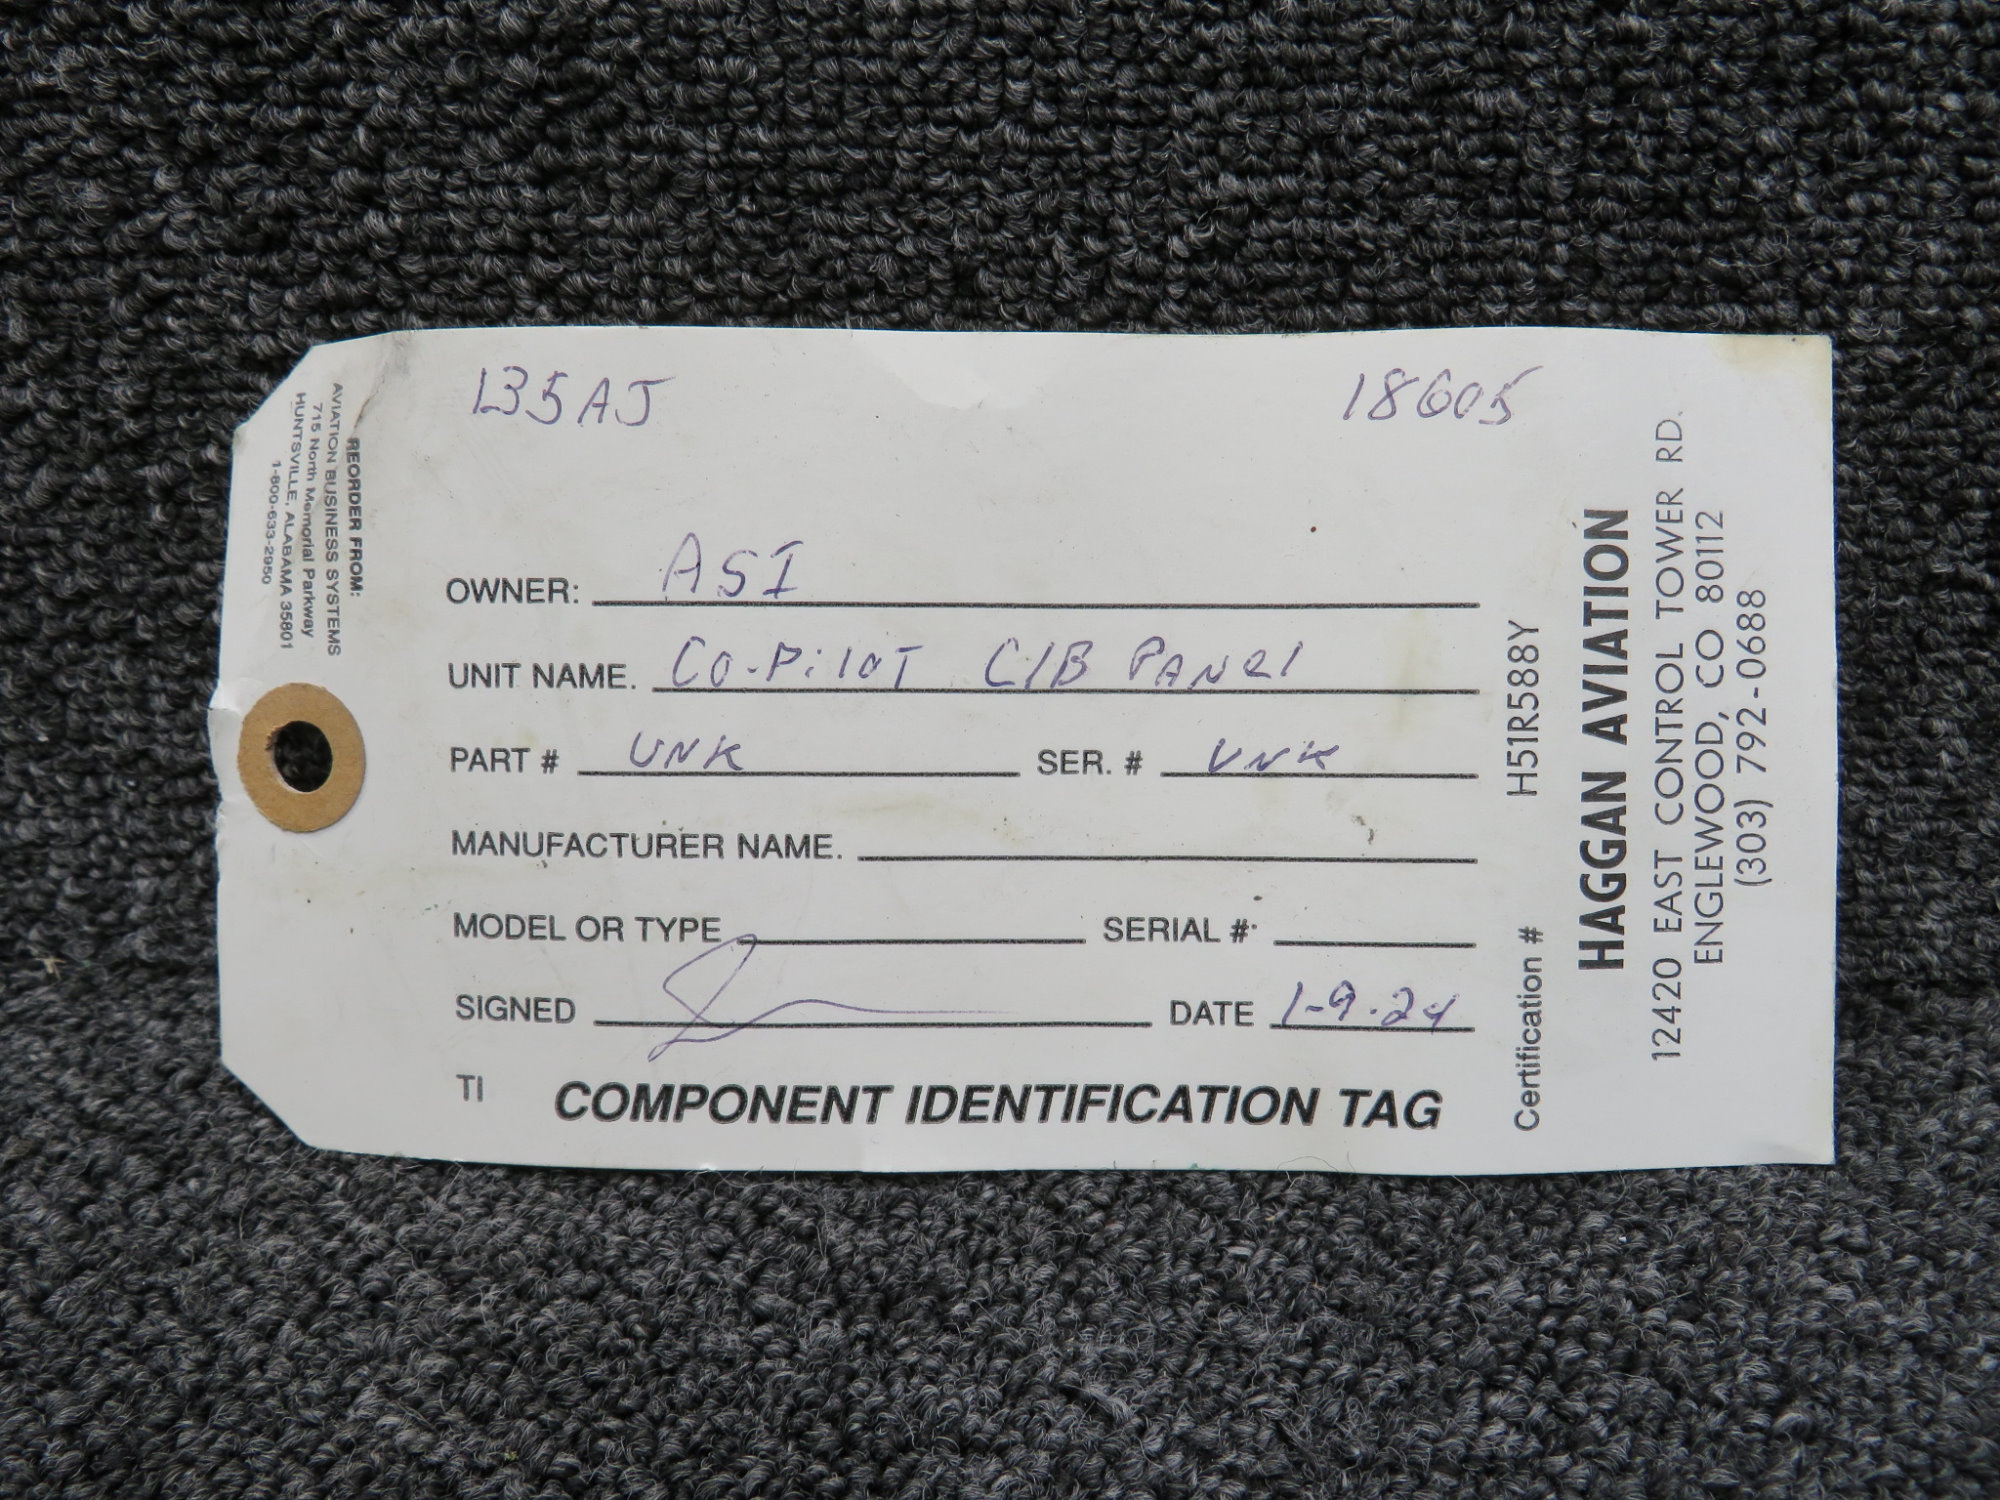 135AJ 18605
OWNER: ASI
UNIT NAME. CO-PilOT C/B PANEl
PART # UNK SER. # UNK
MANUFACTURER NAME.
MODEL OR TYPE SERIAL #
SIGNED DATE 1-9-24
TI COMPONENT IDENTIFICATION TAG
REORDER FROM:
AVIATION BUSINESS SYSTEMS
715 North Memorial Parkway
HUNTSVILLE, ALABAMA 35801
1-800-633-2950
Certification # H51R588Y
HAGGAN AVIATION
12420 EAST CONTROL TOWER RD.
ENGLEWOOD, CO 80112
(303) 792-0688